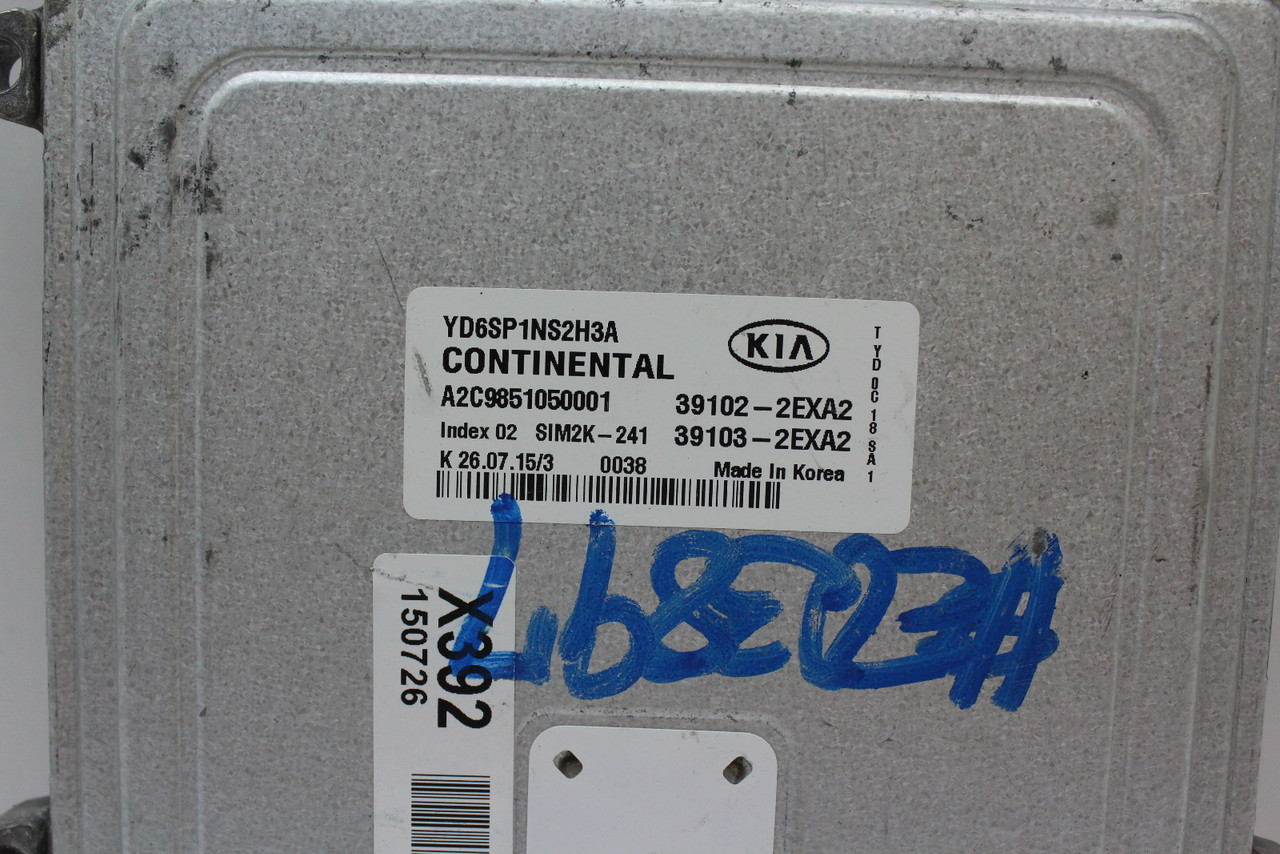 YD6SP1NS2H3A
KIA
CONTINENTAL
A2C9851050001
39102-2EXA2
Index 02 SIM2K-241
39103-2EXA2
K 26.07.15/3 0038 Made In Korea
TYD 0C 18 SA 1
X392
150726